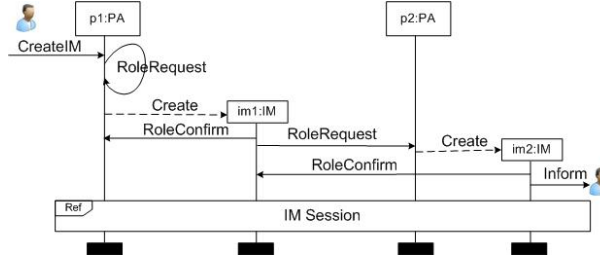 p1:PA
p2:PA
CreateIM
RoleRequest
Create
im1:IM
RoleConfirm
RoleRequest
Create
im2:IM
RoleConfirm
Inform
Ref
IM Session